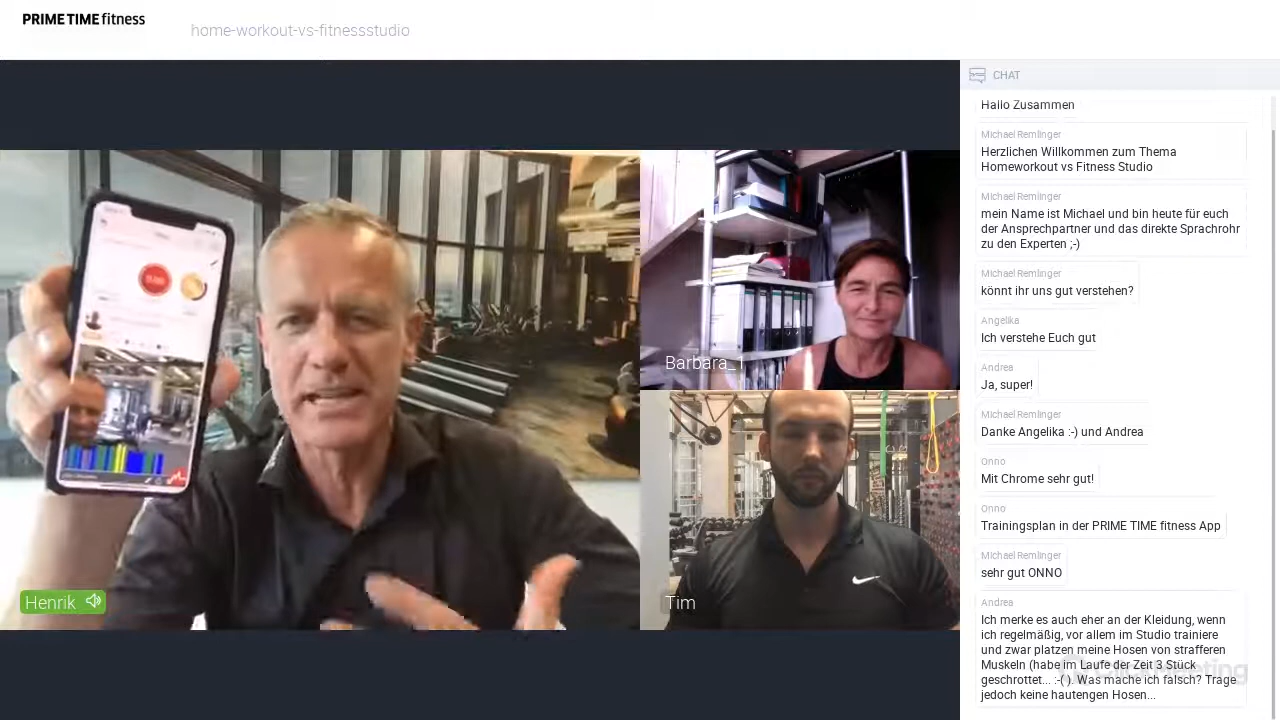 PRIME TIME fitness
home-workout-vs-fitnessstudio
CHAT
Hallo Zusammen
Michael Remlinger
Herzlichen Willkommen zum Thema
Homeworkout vs Fitness Studio
Michael Remlinger
mein Name ist Michael und bin heute für euch
der Ansprechpartner und das direkte Sprachrohr
zu den Experten ;-)
Michael Remlinger
könnt ihr uns gut verstehen?
Angelika
Ich verstehe Euch gut
Andrea
Ja, super!
Michael Remlinger
Danke Angelika :-) und Andrea
Onno
Mit Chrome sehr gut!
Onno
Trainingsplan in der PRIME TIME fitness App
Michael Remlinger
sehr gut ONNO
Andrea
Ich merke es auch eher an der Kleidung, wenn
ich regelmäßig, vor allem im Studio trainiere
und zwar platzen meine Hosen von strafferen
Muskeln (habe im Laufe der Zeit 3 Stück
geschrottet... :-( ). Was mache ich falsch? Trage
jedoch keine hautengen Hosen...
Barbara_1
Henrik
Tim